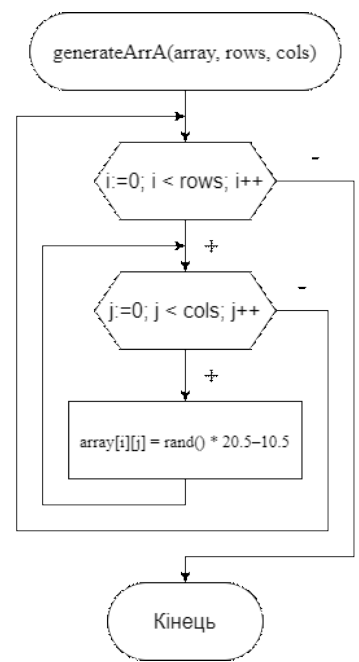 generateArrA(array, rows, cols)
i:=0; i < rows; i++
-
+
j:=0; j < cols; j++
-
+
array[i][j] = rand() * 20.5–10.5
Кінець